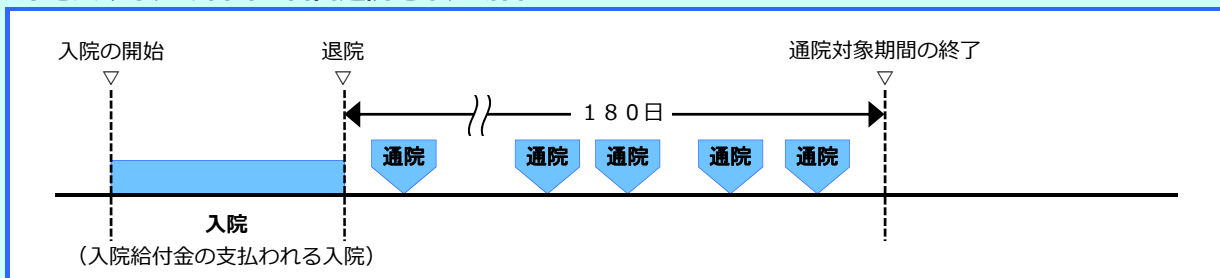 入院の開始
退院
通院対象期間の終了
▽
▽
▽
180日
通院
通院
通院
通院
通院
入院
（入院給付金の支払われる入院）